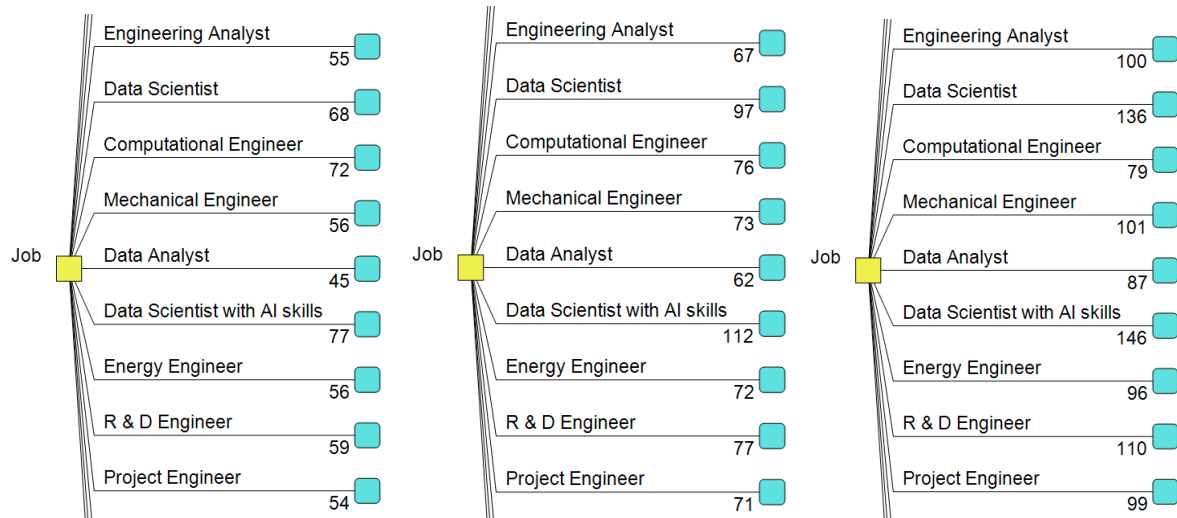 Engineering Analyst
55
Data Scientist
68
Computational Engineer
72
Mechanical Engineer
56
Job
Data Analyst
45
Data Scientist with AI skills
77
Energy Engineer
56
R & D Engineer
59
Project Engineer
54
Engineering Analyst
67
Data Scientist
97
Computational Engineer
76
Mechanical Engineer
73
Job
Data Analyst
62
Data Scientist with AI skills
112
Energy Engineer
72
R & D Engineer
77
Project Engineer
71
Engineering Analyst
100
Data Scientist
136
Computational Engineer
79
Mechanical Engineer
101
Job
Data Analyst
87
Data Scientist with AI skills
146
Energy Engineer
96
R & D Engineer
110
Project Engineer
99